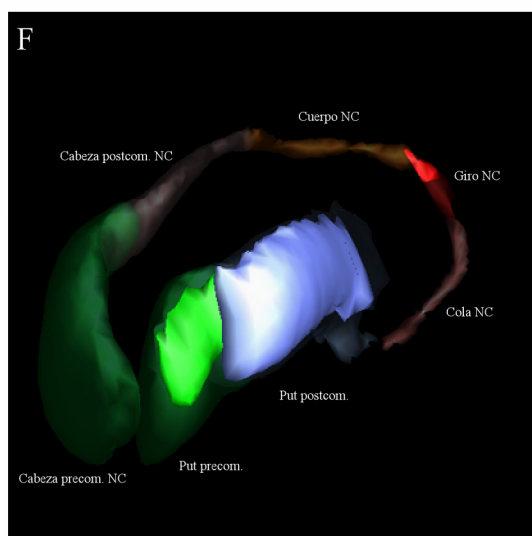 F
Cuerpo NC
Cabeza postcom. NC
Giro NC
Cola NC
Put postcom.
Put precom.
Cabeza precom. NC